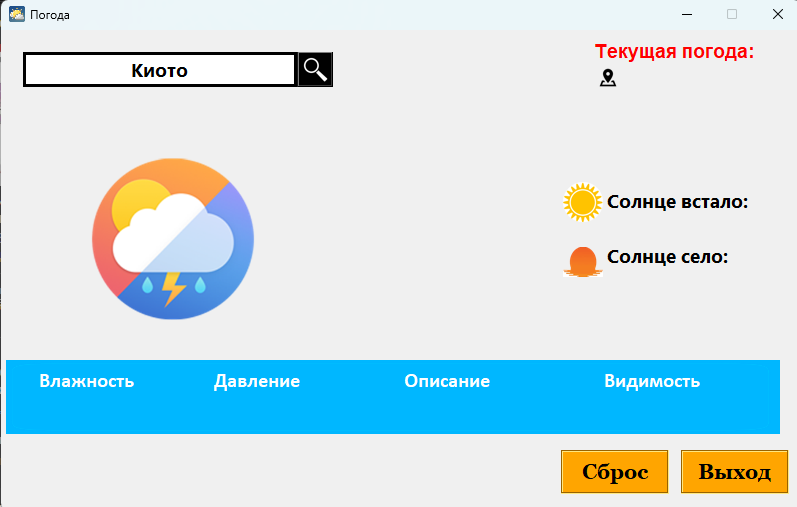 Погода
Киото
Текущая погода:
Солнце встало:
Солнце село:
Влажность Давление Описание Видимость
Сброс Выход